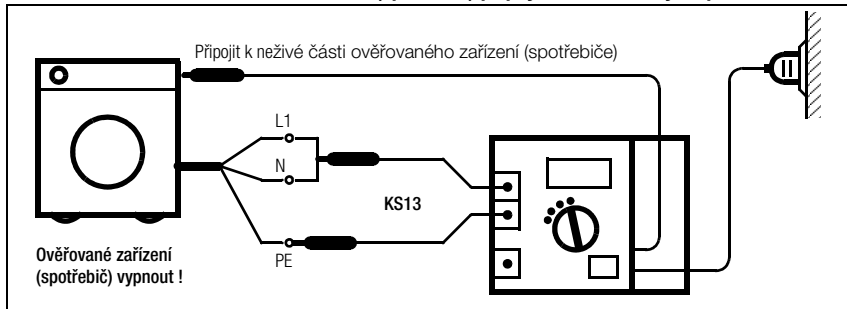 Připojit k neživé části ověřovaného zařízení (spotřebiče)
L1
N
KS13
PE
Ověřované zařízení
(spotřebič) vypnout !